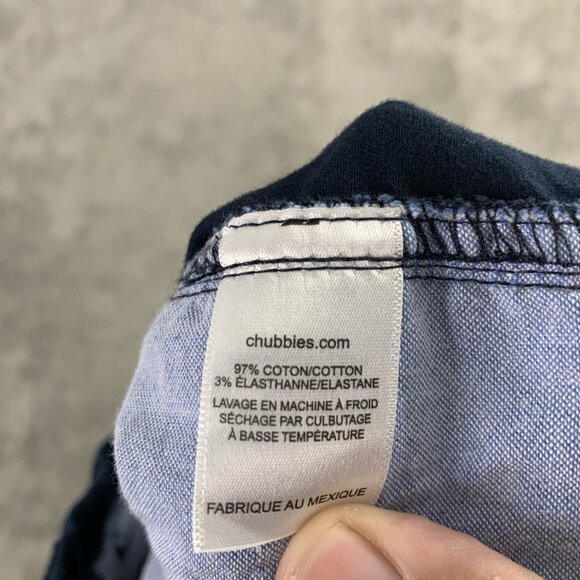 chubbies.com
97% COTON/COTTON
3% ÉLASTHANNE/ELASTANE
LAVAGE EN MACHINE À FROID
SÉCHAGE PAR CULBUTAGE
À BASSE TEMPÉRATURE
FABRIQUE AU MEXIQUE